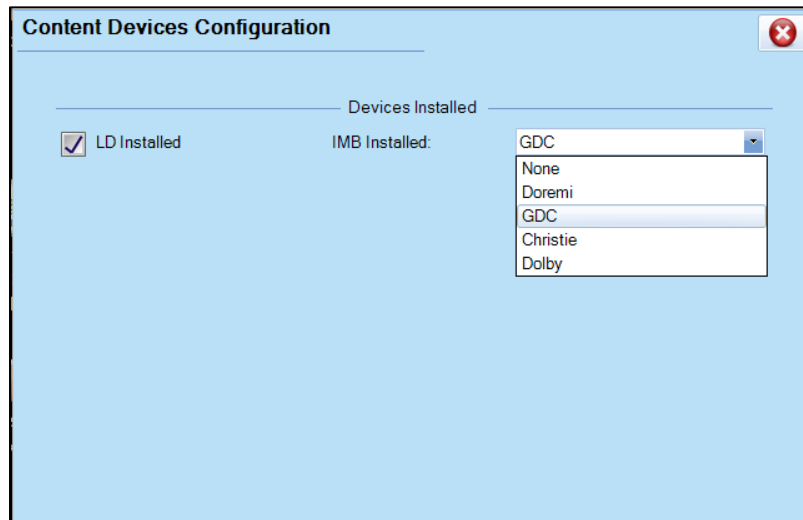 Content Devices Configuration
Devices Installed
LD Installed IMB Installed: GDC
None
Doremi
GDC
Christie
Dolby